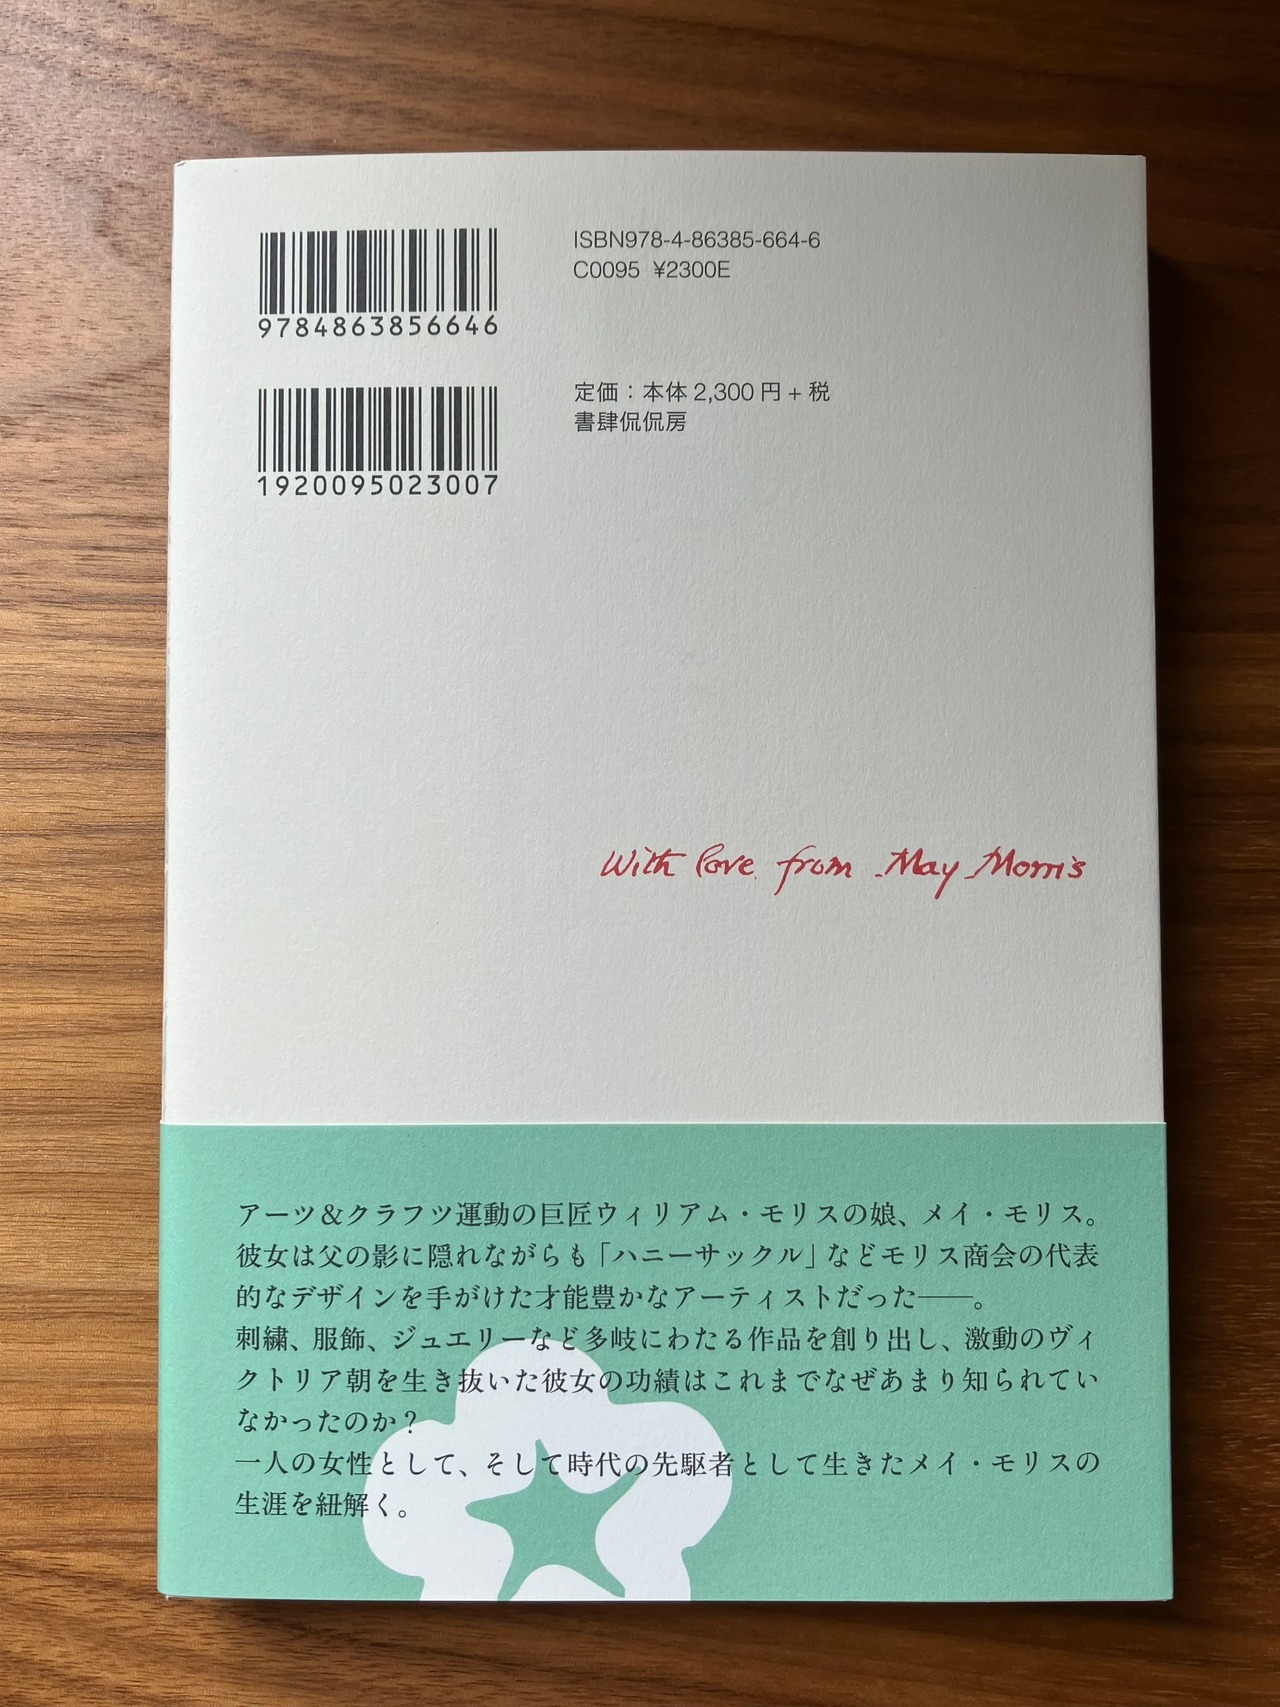 ISBN978-4-86385-664-6
C0095 ¥2300E
9784863856646
定価：本体2,300円+税
書肆侃侃房
1920095023007
With love from May Morris
アーツ&クラフツ運動の巨匠ウィリアム・モリスの娘、メイ・モリス。
彼女は父の影に隠れながらも「ハニーサックル」などモリス商会の代表
的なデザインを手がけた才能豊かなアーティストだった――。
刺繍、服飾、ジュエリーなど多岐にわたる作品を創り出し、激動のヴィ
クトリア朝を生き抜いた彼女の功績はこれまでなぜあまり知られてい
なかったのか？
一人の女性として、そして時代の先駆者として生きたメイ・モリスの
生涯を紐解く。